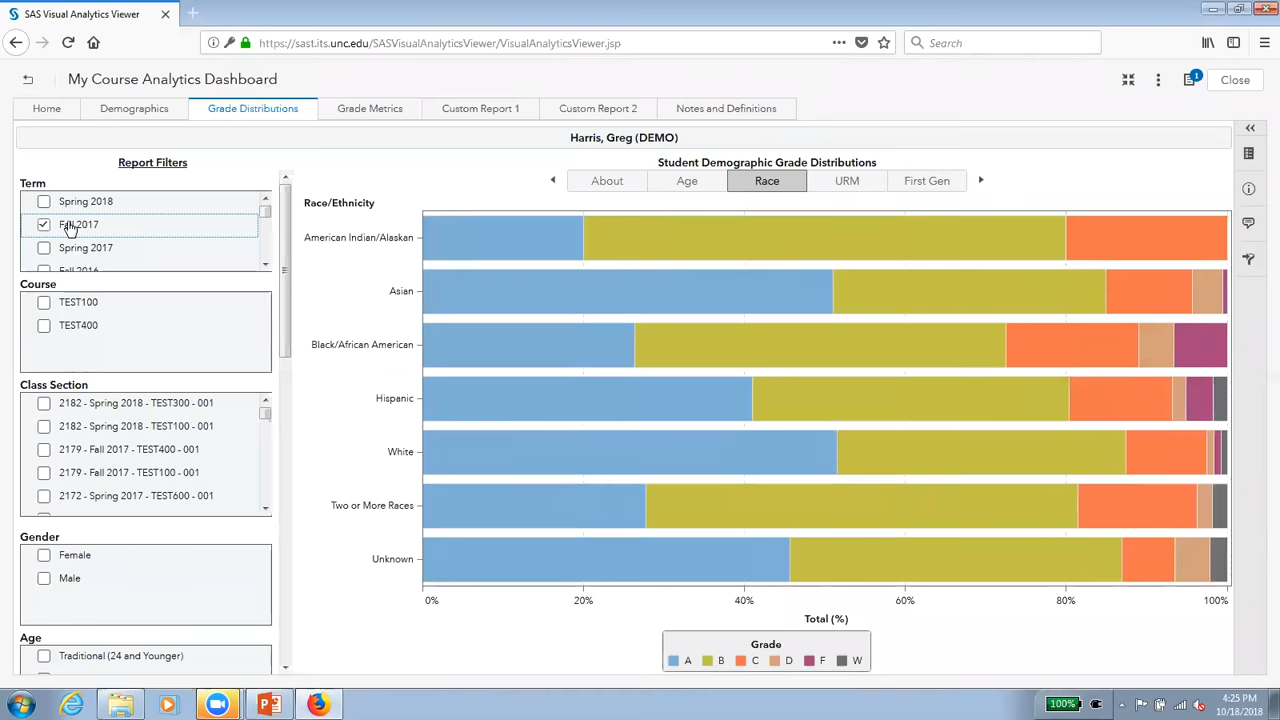 SAS Visual Analytics Viewer
https://sast.its.unc.edu/SASVisualAnalyticsViewer/VisualAnalyticsViewer.jsp
Search
My Course Analytics Dashboard
1
Close
Home
Demographics
Grade Distributions
Grade Metrics
Custom Report 1
Custom Report 2
Notes and Definitions
Harris, Greg (DEMO)
Report Filters
Term
Spring 2018
Fall 2017
Spring 2017
Fall 2016
Course
TEST100
TEST400
Class Section
2182 - Spring 2018 - TEST300 - 001
2182 - Spring 2018 - TEST100 - 001
2179 - Fall 2017 - TEST400 - 001
2179 - Fall 2017 - TEST100 - 001
2172 - Spring 2017 - TEST600 - 001
Gender
Female
Male
Age
Traditional (24 and Younger)
Student Demographic Grade Distributions
About
Age
Race
URM
First Gen
Race/Ethnicity
American Indian/Alaskan
Asian
Black/African American
Hispanic
White
Two or More Races
Unknown
0% 20% 40% 60% 80% 100%
Total (%)
Grade
A B C D F W
100%
4:25 PM
10/18/2018